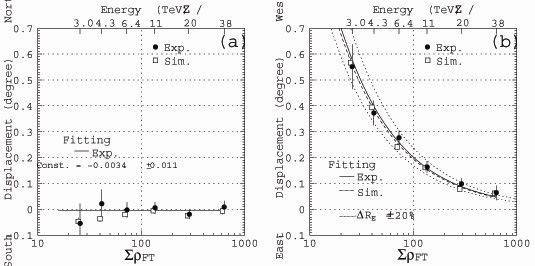 Energy (TeV/Z)
3.0 4.3 6.4 11 20 38
North
Displacement (degree)
South
0.7
0.6
0.5
0.4
0.3
0.2
0.1
0
-0.1
(a)
Exp.
Sim.
Fitting
Exp.
Const. = -0.0034 ±0.011
10 100 1000
ΣρFT
Energy (TeV/Z)
3.0 4.3 6.4 11 20 38
West
Displacement (degree)
East
0.7
0.6
0.5
0.4
0.3
0.2
0.1
0
-0.1
(b)
Exp.
Sim.
Fitting
Exp.
Sim.
ΔRE ±20%
10 100 1000
ΣρFT